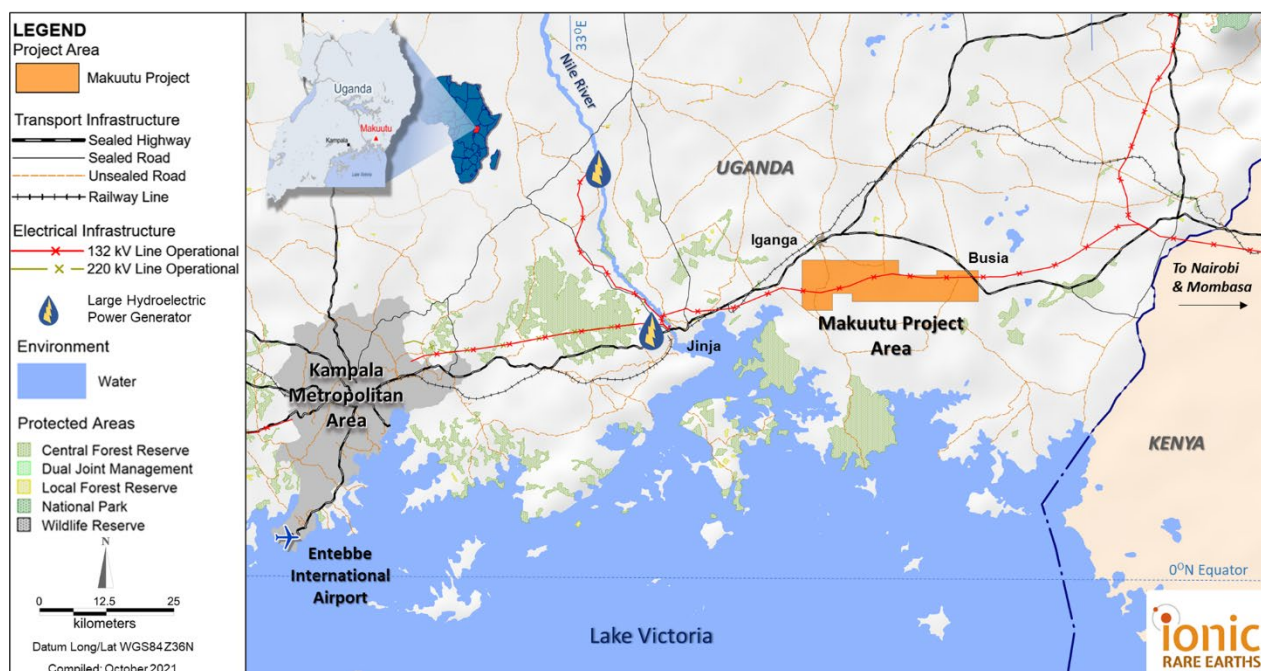 LEGEND
Project Area
Makuutu Project
Transport Infrastructure
Sealed Highway
Sealed Road
Unsealed Road
Railway Line
Electrical Infrastructure
132 kV Line Operational
220 kV Line Operational
Large Hydroelectric
Power Generator
Environment
Water
Protected Areas
Central Forest Reserve
Dual Joint Management
Local Forest Reserve
National Park
Wildlife Reserve
N
0 12.5 25
kilometers
Datum Long/Lat WGS84 Z36N
Compiled: October 2021
Uganda
Makuutu
Kampala
Lake Victoria
33⁰E
Nile River
UGANDA
Iganga
Busia
To Nairobi
& Mombasa
Makuutu Project
Area
Jinja
Kampala
Metropolitan
Area
KENYA
Entebbe
International
Airport
0⁰N Equator
Lake Victoria
ionic
RARE EARTHS